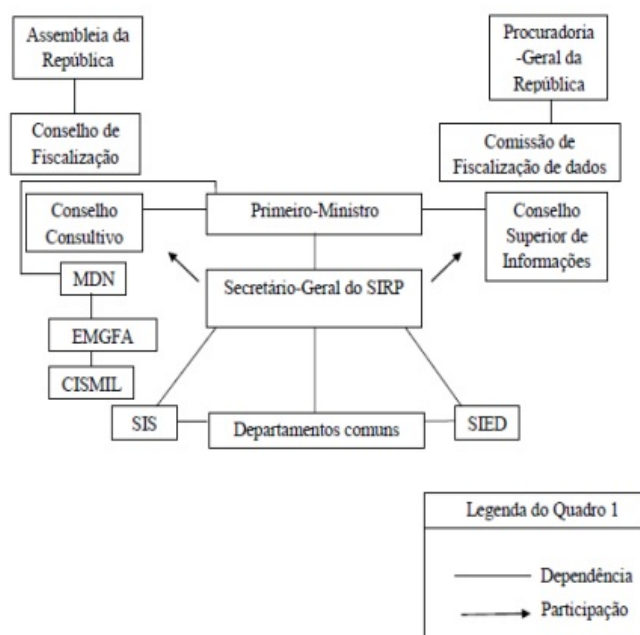 Assembleia da
República
Procuradoria
-Geral da
República
Conselho de
Fiscalização
Comissão de
Fiscalização de dados
Conselho
Consultivo
Primeiro-Ministro
Conselho
Superior de
Informações
MDN
Secretário-Geral do SIRP
EMGFA
CISMIL
SIS
Departamentos comuns
SIED
Legenda do Quadro 1
Dependência
Participação